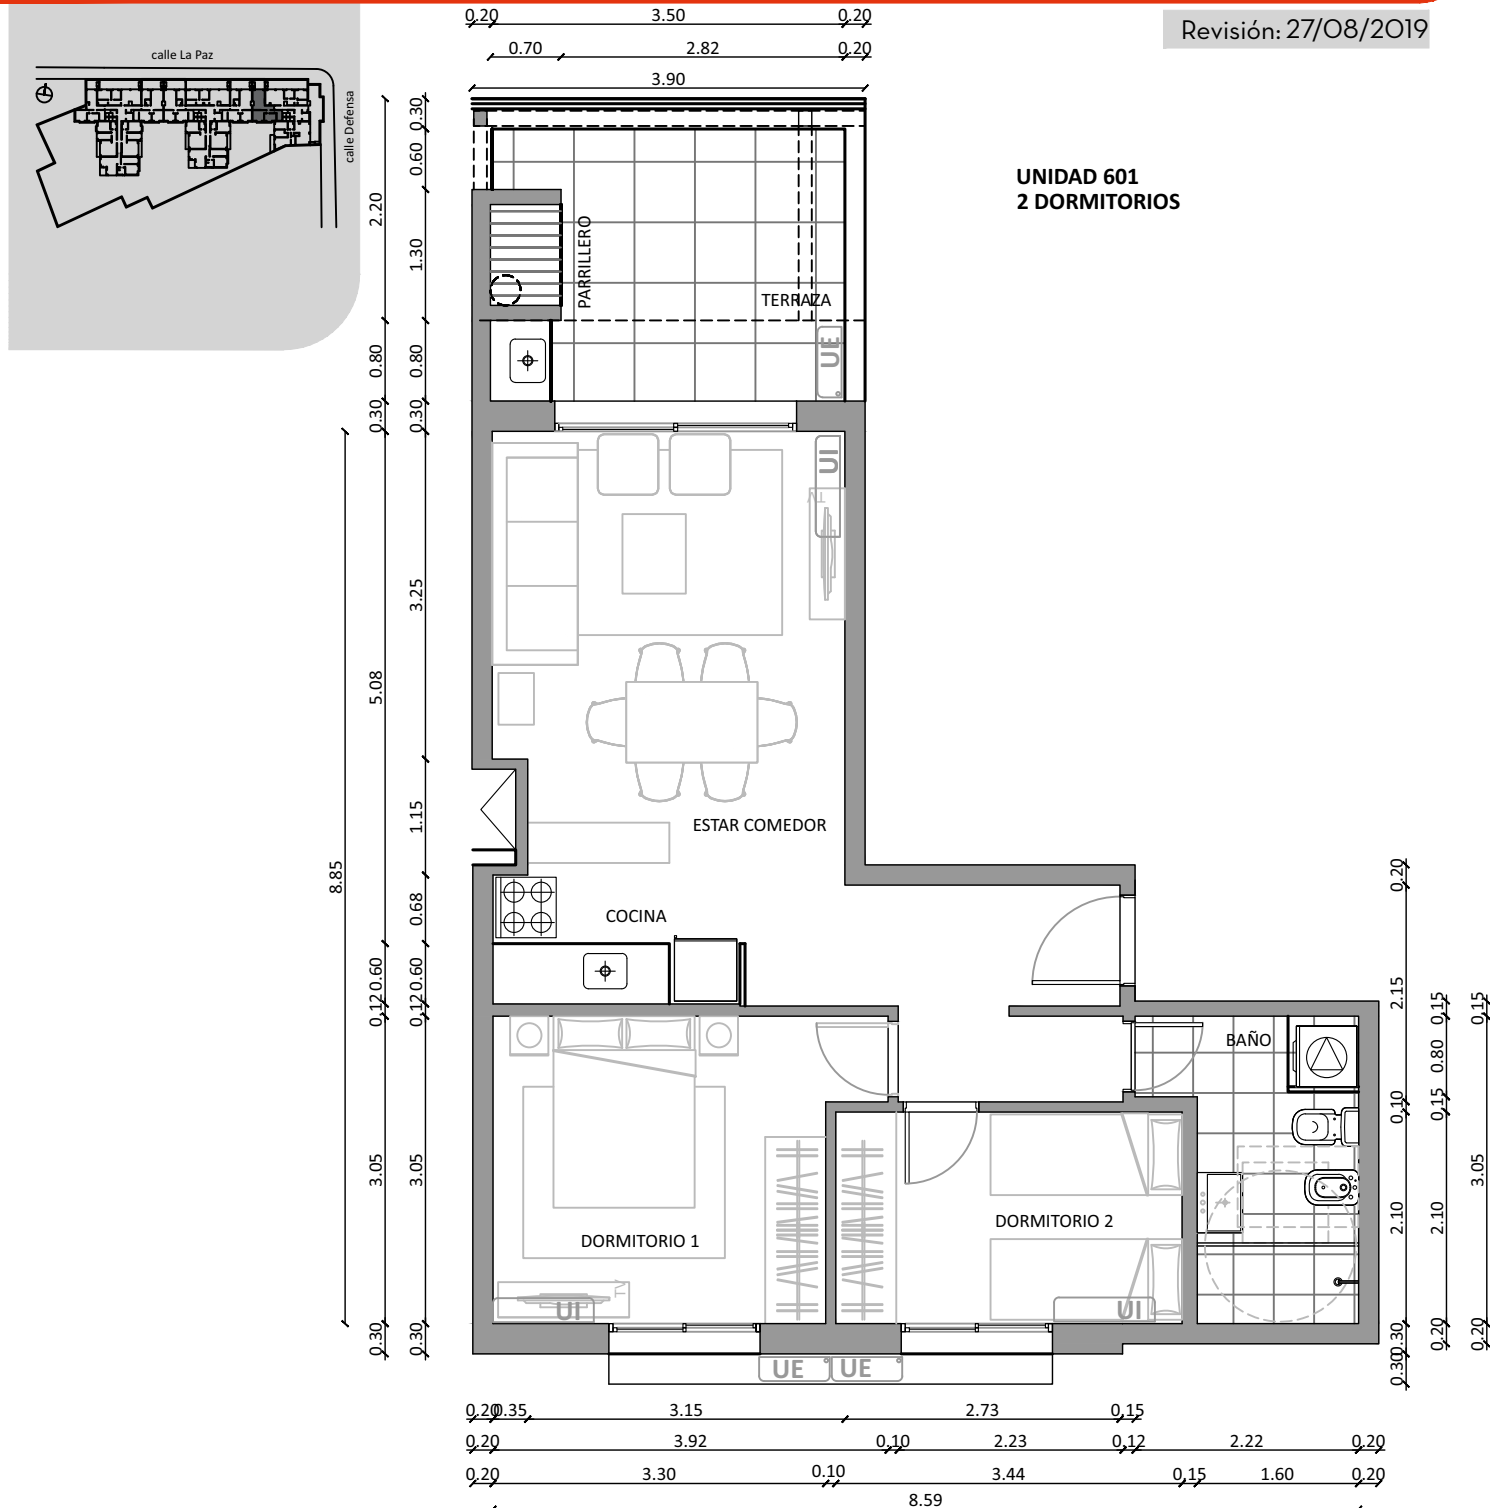 0.20 3.50 0.20
Revisión: 27/08/2019
0.70 2.82 0.20
3.90
calle La Paz
calle Defensa
UNIDAD 601
2 DORMITORIOS
0.30
0.60
2.20
1.30
PARRILLERO
TERRAZA
UE
0.80 0.80
0.30 0.30
UI
TV
3.25
5.08
1.15
ESTAR COMEDOR
8.85
0.68
COCINA
0.60 0.60
0.12 0.12
0.20
2.15
0.15 0.15
BAÑO
0.80
0.10 0.15
3.05 3.05
2.10 2.10 3.05
DORMITORIO 1
DORMITORIO 2
TV
UI UI
0.30 0.30
0.30 0.20 0.20
0.30
UE UE
0.20 0.35 3.15 2.73 0.15
0.20 3.92 0.10 2.23 0.12 2.22 0.20
0.20 3.30 0.10 3.44 0.15 1.60 0.20
8.59